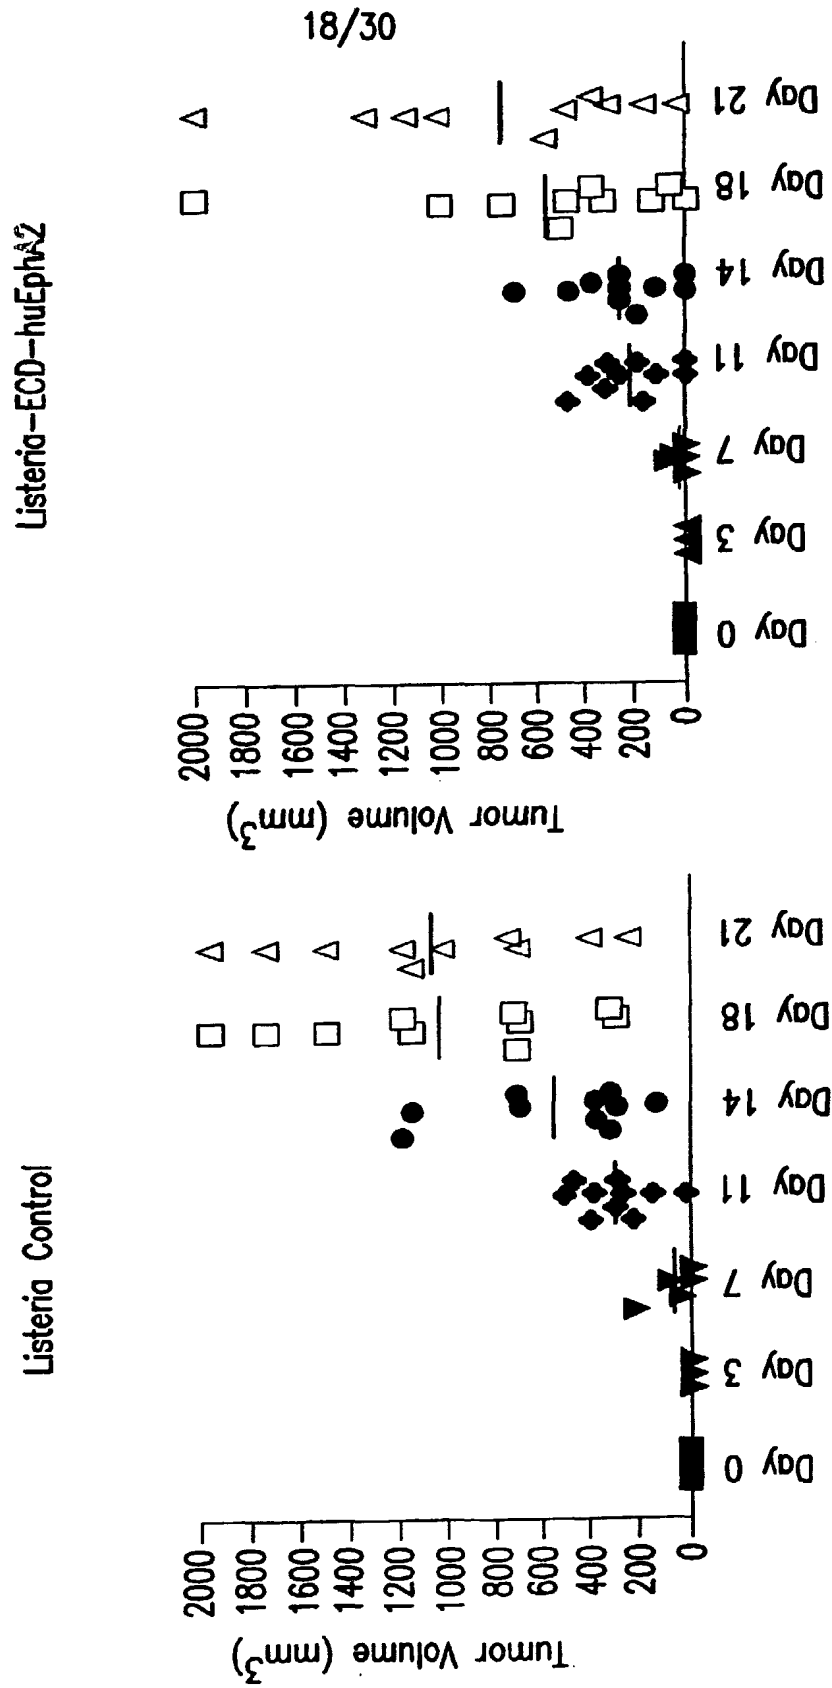 18/30
Listeria Control
Tumor Volume (mm³)
2000
1800
1600
1400
1200
1000
800
600
400
200
0
Day 0
Day 3
Day 7
Day 11
Day 14
Day 18
Day 21
Listeria-ECD-huEphA2
Tumor Volume (mm³)
2000
1800
1600
1400
1200
1000
800
600
400
200
0
Day 0
Day 3
Day 7
Day 11
Day 14
Day 18
Day 21